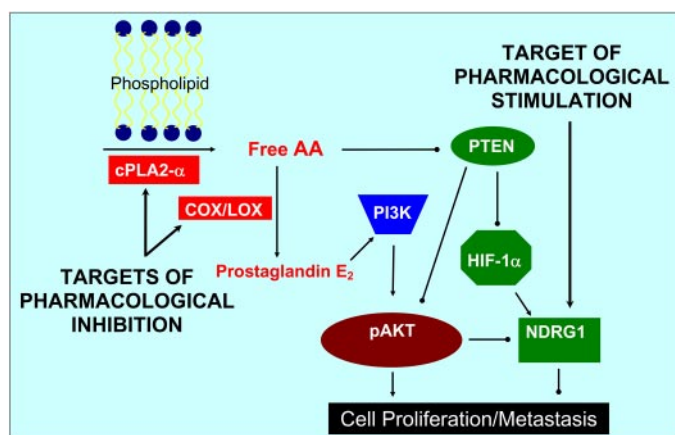 Phospholipid
TARGET OF
PHARMACOLOGICAL
STIMULATION
Free AA
PTEN
cPLA2-α
COX/LOX
PI3K
HIF-1α
Prostaglandin E₂
TARGETS OF
PHARMACOLOGICAL
INHIBITION
pAKT
NDRG1
Cell Proliferation/Metastasis